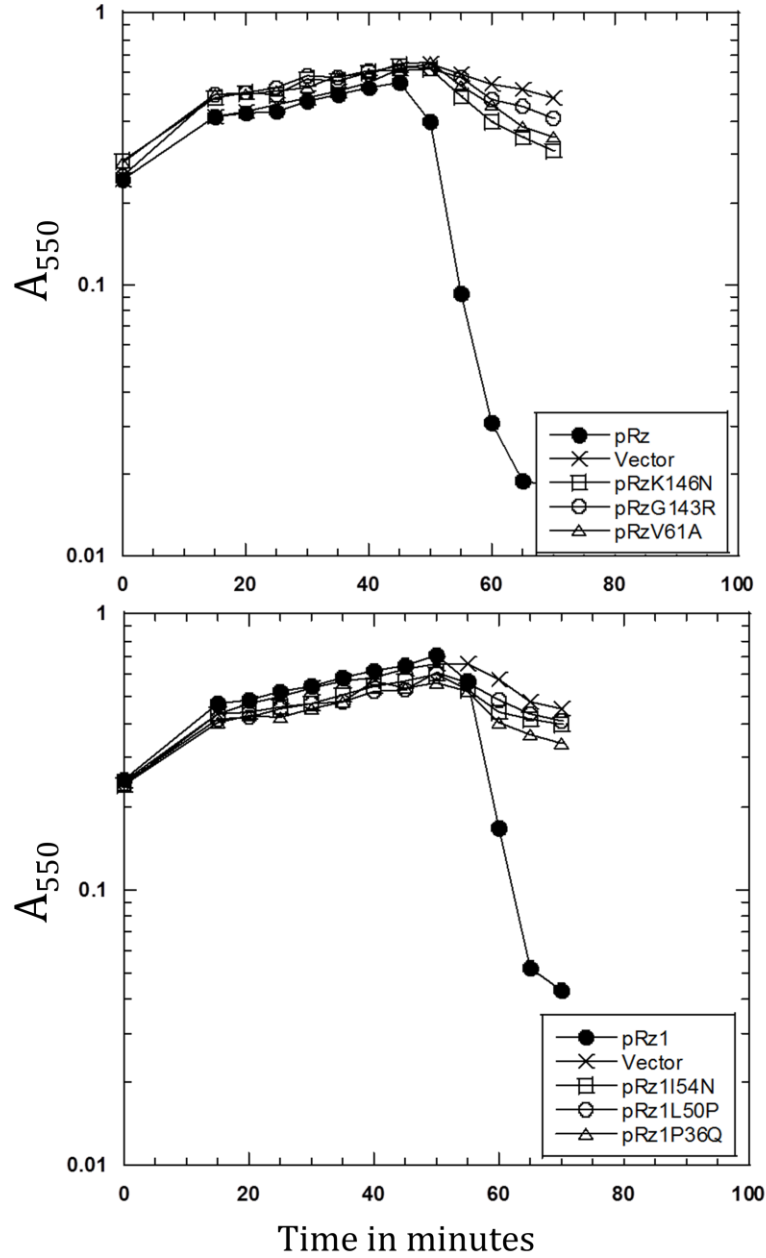 1
A550
0.1
0.01
pRz
Vector
pRzK146N
pRzG143R
pRzV61A
0 20 40 60 80 100
1
A550
0.1
0.01
pRz1
Vector
pRz1I54N
pRz1L50P
pRz1P36Q
0 20 40 60 80 100
Time in minutes